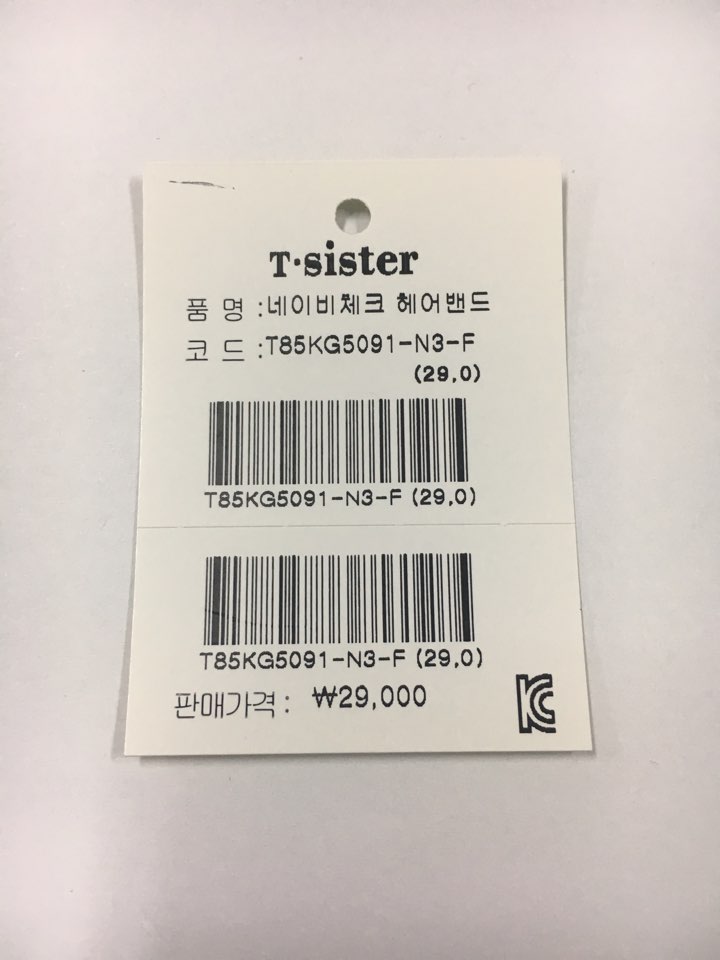 T·sister
품 명 :네이비체크 헤어밴드
코 드 :T85KG5091-N3-F
(29,0)
T85KG5091-N3-F (29,0)
T85KG5091-N3-F (29,0)
판매가격 : ₩29,000
KC